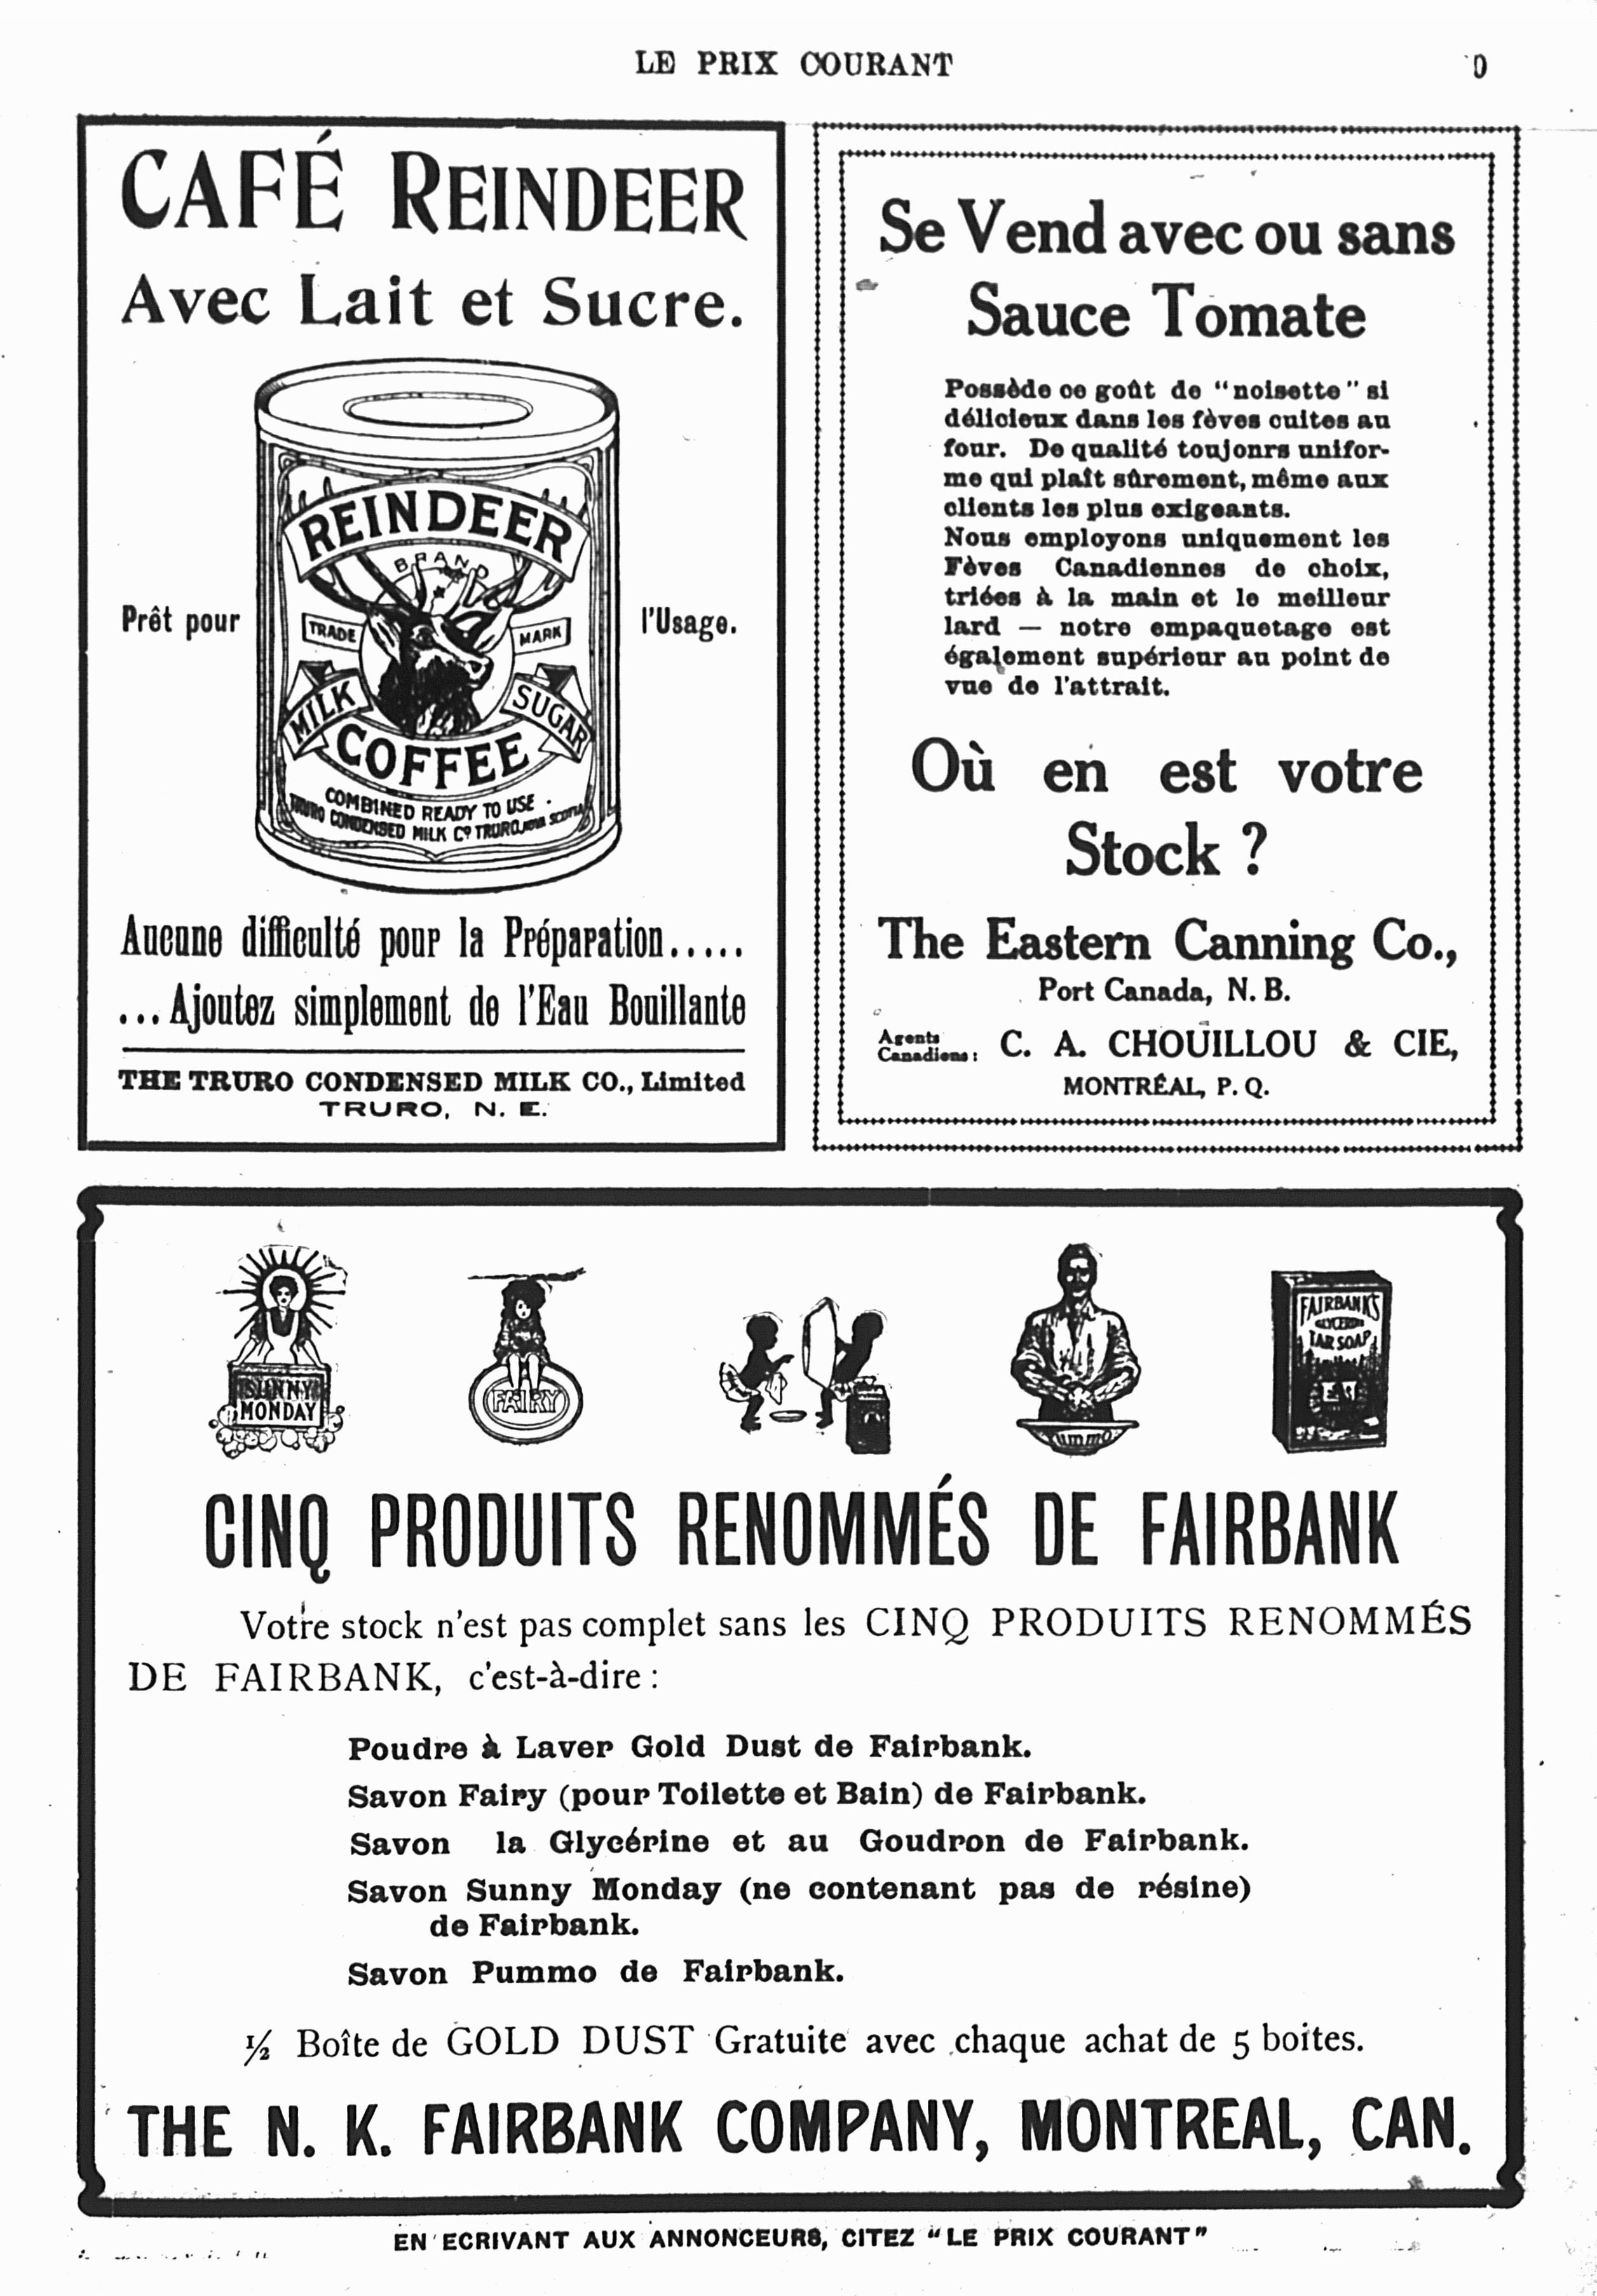 LE PRIX COURANT
CAFÉ REINDEER
Avec Lait et Sucre.
REINDEER
BRAND
TRADE MARK
Prêt pour l'Usage.
MILK SUGAR
COFFEE
COMBINED READY TO USE.
TRURO CONDENSED MILK Co TRURO, NOVA SCOTIA
Aucune difficulté pour la Préparation.....
...Ajoutez simplement de l'Eau Bouillante
THE TRURO CONDENSED MILK CO., Limited
TRURO, N. E.
Se Vend avec ou sans
Sauce Tomate
Possède ce goût de "noisette" si
délicieux dans les fèves cuites au
four. De qualité toujonrs unifor-
me qui plaît sûrement, même aux
clients les plus exigeants.
Nous employons uniquement les
Fèves Canadiennes de choix,
triées à la main et le meilleur
lard — notre empaquetage est
également supérieur au point de
vue de l'attrait.
Où en est votre
Stock ?
The Eastern Canning Co.,
Port Canada, N. B.
Agents
Canadiens: C. A. CHOUILLOU & CIE,
MONTRÉAL, P. Q.
SUNNY
MONDAY
FAIRY
FAIRBANK'S
GLYCERINE
TAR SOAP
CINQ PRODUITS RENOMMÉS DE FAIRBANK
Votre stock n'est pas complet sans les CINQ PRODUITS RENOMMÉS
DE FAIRBANK, c'est-à-dire :
Poudre à Laver Gold Dust de Fairbank.
Savon Fairy (pour Toilette et Bain) de Fairbank.
Savon la Glycérine et au Goudron de Fairbank.
Savon Sunny Monday (ne contenant pas de résine)
de Fairbank.
Savon Pummo de Fairbank.
½ Boîte de GOLD DUST Gratuite avec chaque achat de 5 boites.
THE N. K. FAIRBANK COMPANY, MONTREAL, CAN.
EN ECRIVANT AUX ANNONCEURS, CITEZ "LE PRIX COURANT"